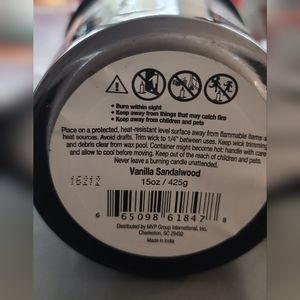 • Burn within sight
• Keep away from things that may catch fire
• Keep away from children and pets
Place on a protected, heat-resistant level surface away from flammable items a
heat sources. Avoid drafts. Trim wick to 1/4" between uses. Keep wick trimming
and debris clear from wax pool. Container might become hot: handle with care
and allow to cool before moving. Keep out of the reach of children and pets.
Never leave a burning candle unattended.
Vanilla Sandalwood
15oz / 425g
16212
6 65098 61847 8
Distributed by MVP Group International, Inc.
Charleston, SC 29492
Made in India